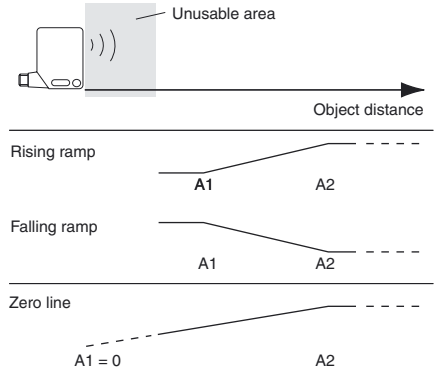 Unusable area
Object distance
Rising ramp
A1 A2
Falling ramp
A1 A2
Zero line
A1 = 0 A2